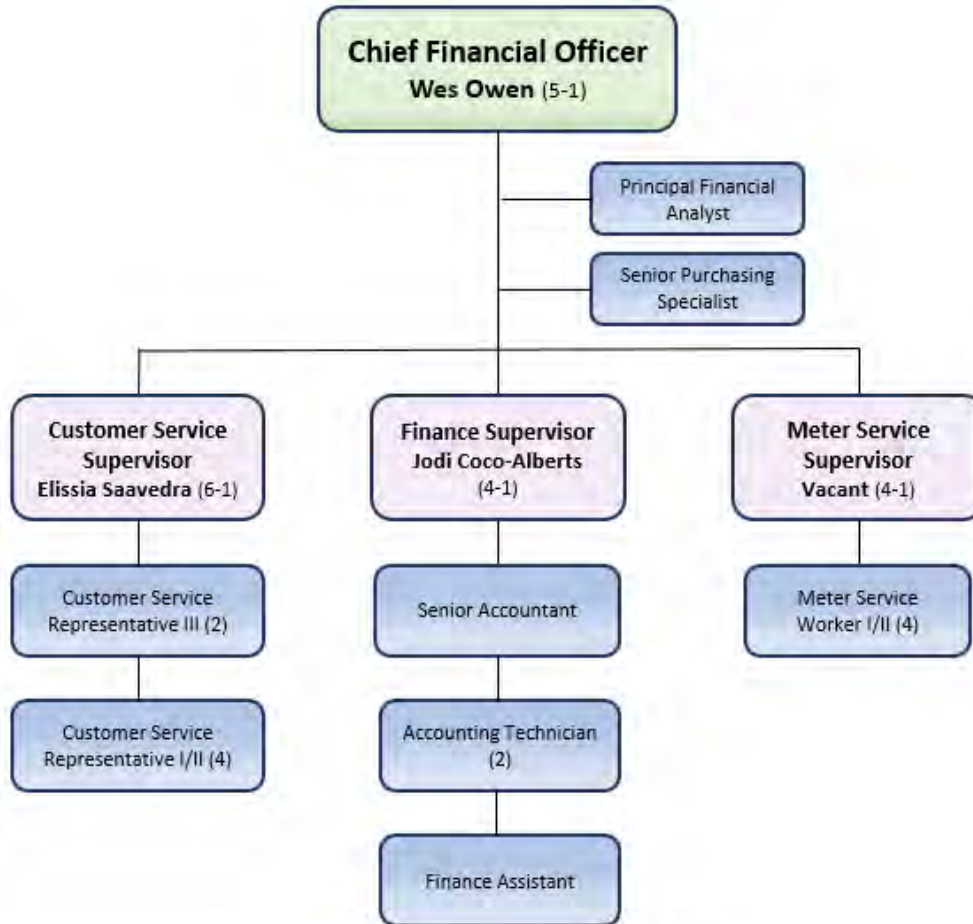 Chief Financial Officer
Wes Owen (5-1)
Principal Financial
Analyst
Senior Purchasing
Specialist
Customer Service
Supervisor
Elissia Saavedra (6-1)
Finance Supervisor
Jodi Coco-Alberts
(4-1)
Meter Service
Supervisor
Vacant (4-1)
Customer Service
Representative III (2)
Senior Accountant
Meter Service
Worker I/II (4)
Customer Service
Representative I/II (4)
Accounting Technician
(2)
Finance Assistant